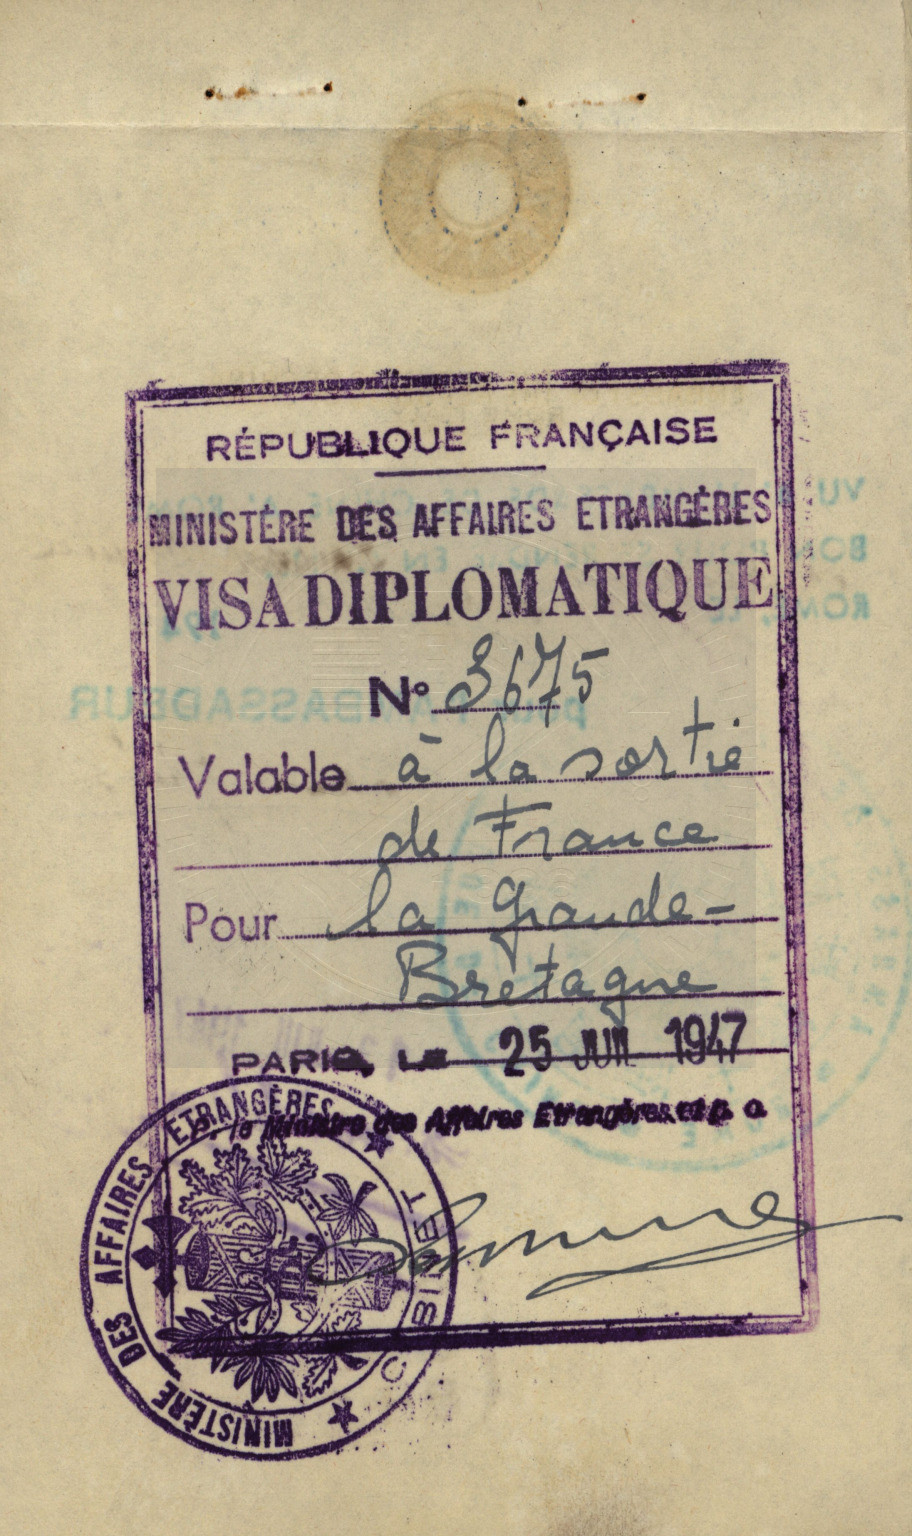 RÉPUBLIQUE FRANÇAISE
MINISTÈRE DES AFFAIRES ETRANGÈRES
VISA DIPLOMATIQUE
N° 3675
Valable à la sortie
de France
Pour la Grande-
Bretagne
PARIS, LE 25 JUIL 1947
P. le Ministre des Affaires Etrangères et p. o.
MINISTÈRE DES AFFAIRES ETRANGÈRES
CABINET